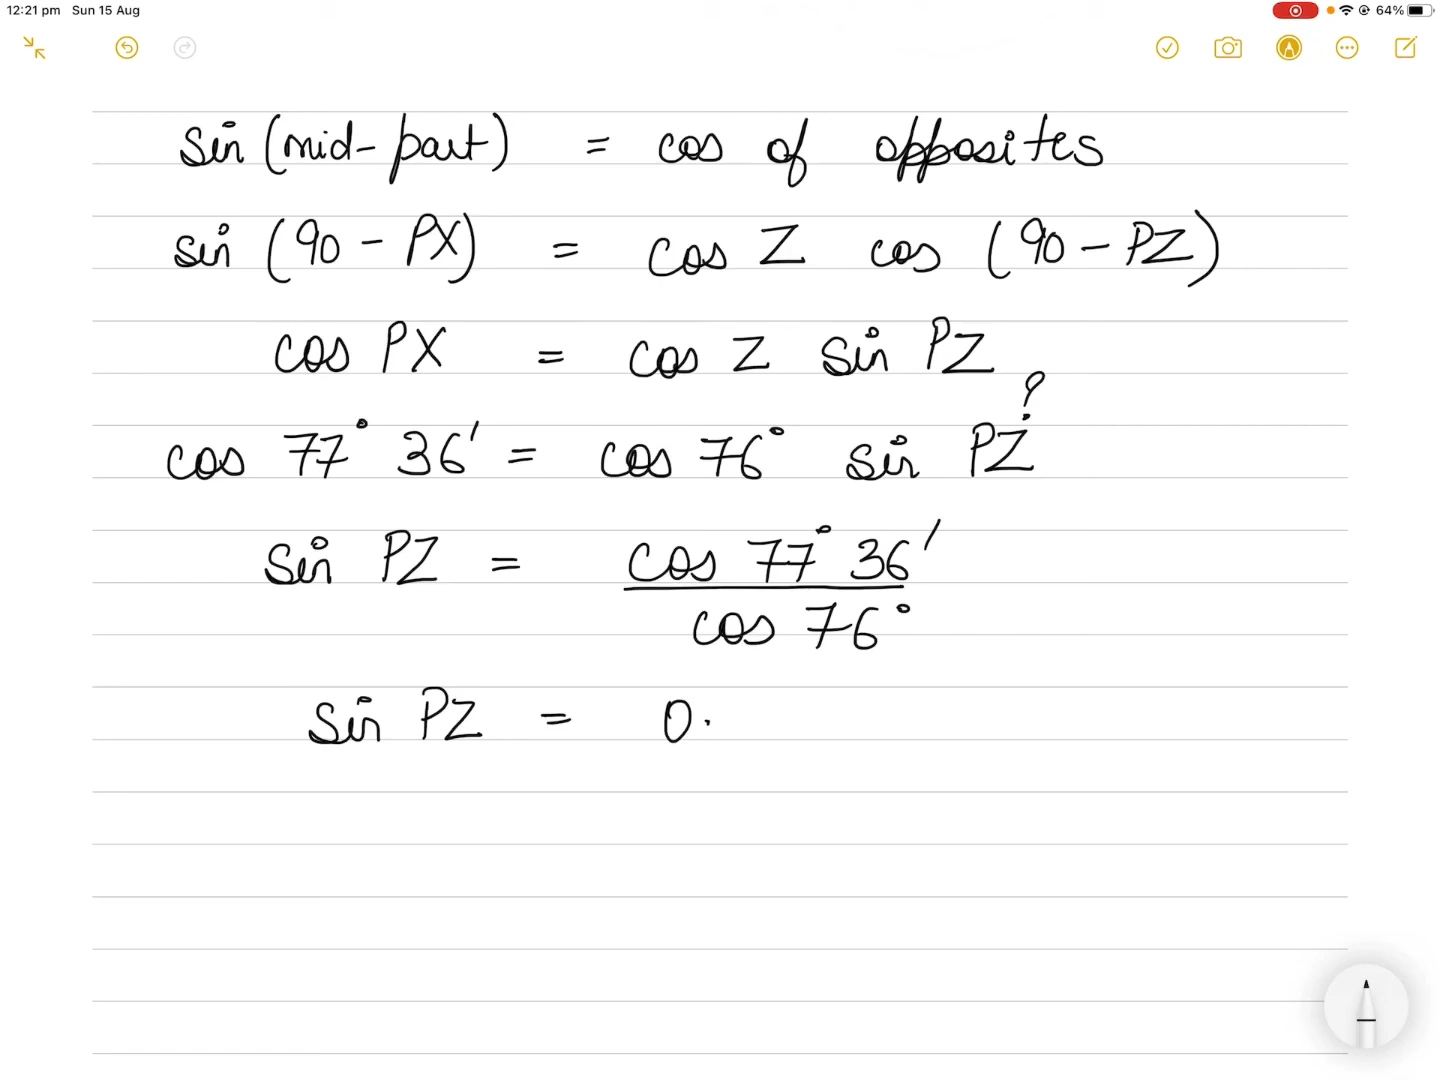 12:21 pm Sun 15 Aug 64%
sin (mid-part) = cos of opposites
sin (90 - PX) = cos Z cos (90 - PZ)
cos PX = cos Z sin PZ
?
cos 77° 36' = cos 76° sin PZ
sin PZ = cos 77° 36'
cos 76°
sin PZ = 0.